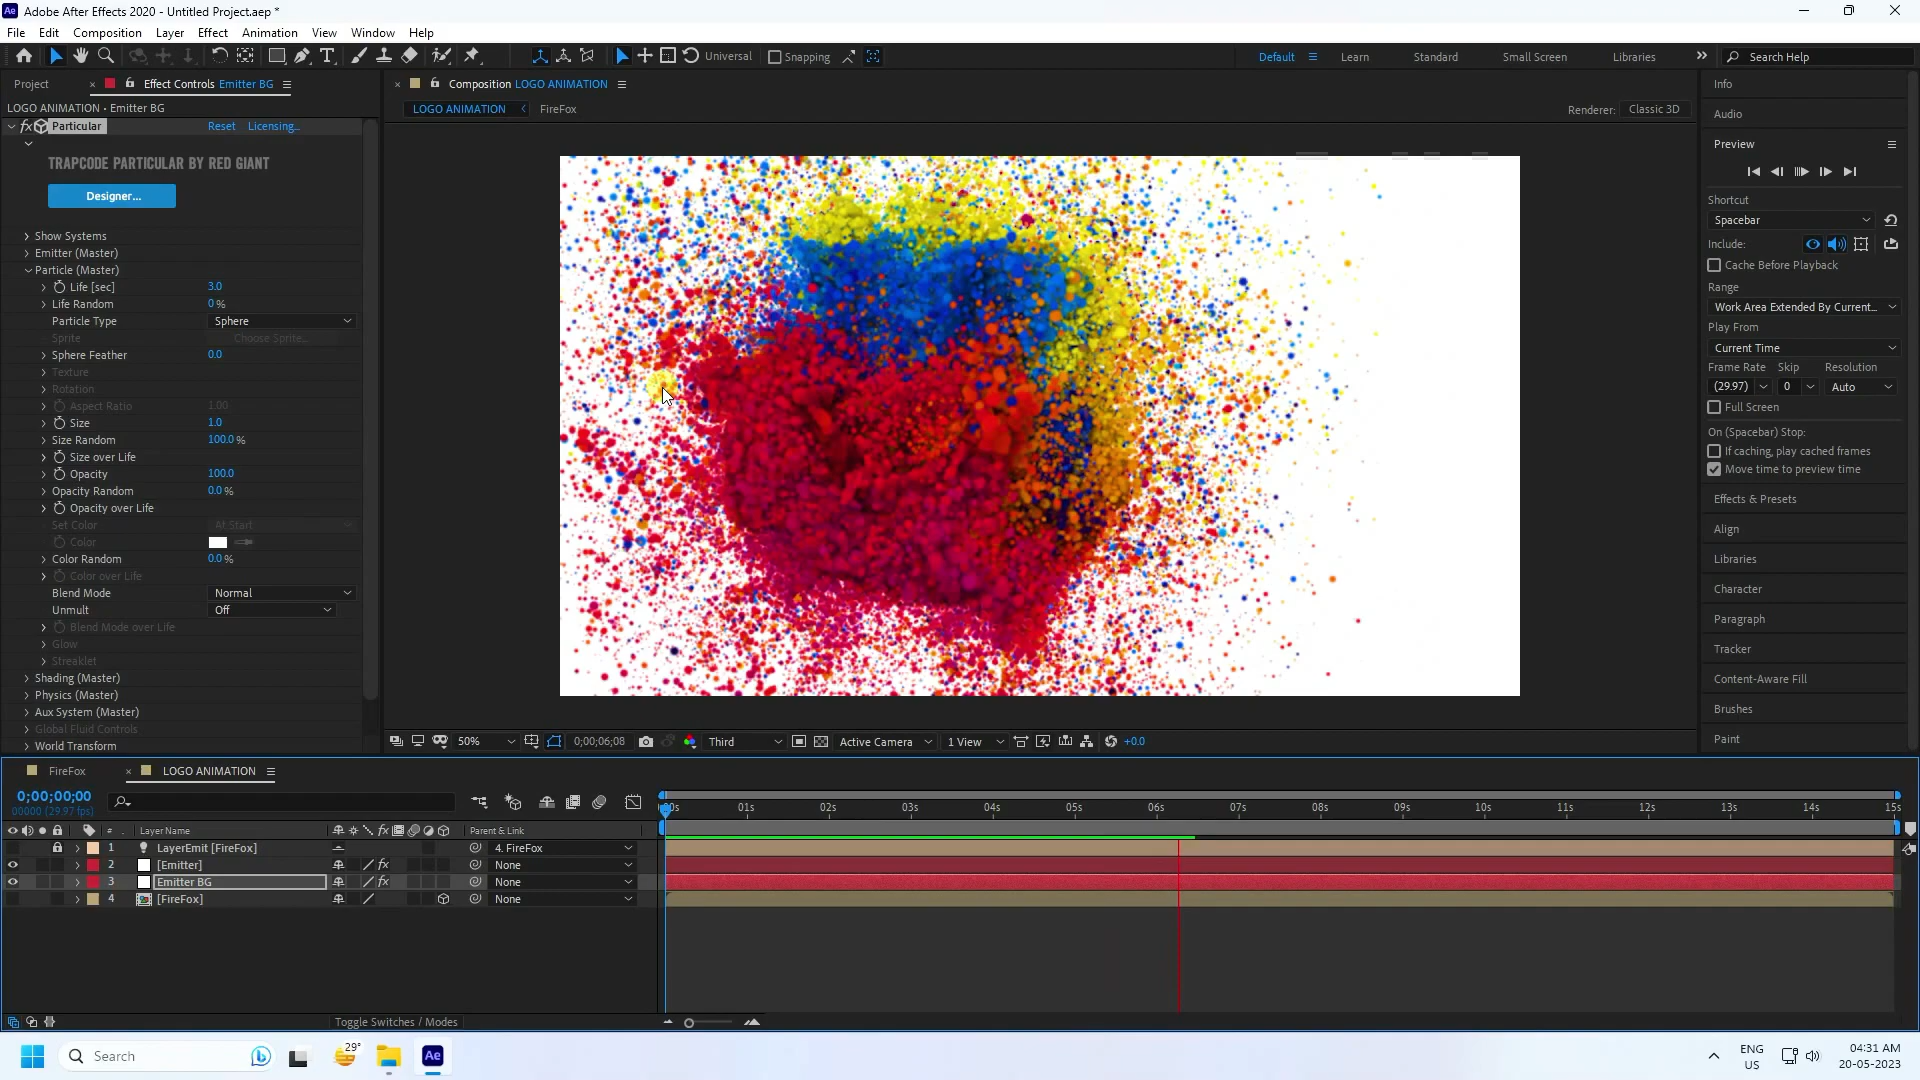 Ae Adobe After Effects 2020 - Untitled Project.aep *
File Edit Composition Layer Effect Animation View Window Help
Universal Snapping Default Learn Standard Small Screen Libraries Search Help
Project Effect Controls Emitter BG
LOGO ANIMATION • Emitter BG
fx Particular Reset Licensing...
TRAPCODE PARTICULAR BY RED GIANT
Designer...
Show Systems
Emitter (Master)
Particle (Master)
Life [sec] 3.0
Life Random 0 %
Particle Type Sphere
Sprite Choose Sprite...
Sphere Feather 0.0
Texture
Rotation
Aspect Ratio 1.00
Size 1.0
Size Random 100.0 %
Size over Life
Opacity 100.0
Opacity Random 0.0 %
Opacity over Life
Set Color At Start
Color
Color Random 0.0 %
Color over Life
Blend Mode Normal
Unmult Off
Blend Mode over Life
Glow
Streaklet
Shading (Master)
Physics (Master)
Aux System (Master)
Global Fluid Controls
World Transform
Composition LOGO ANIMATION
LOGO ANIMATION FireFox
Renderer: Classic 3D
50% 0;00;06;08 Third Active Camera 1 View +0.0
Info
Audio
Preview
Shortcut
Spacebar
Include:
Cache Before Playback
Range
Work Area Extended By Current...
Play From
Current Time
Frame Rate Skip Resolution
(29.97) 0 Auto
Full Screen
On (Spacebar) Stop:
If caching, play cached frames
Move time to preview time
Effects & Presets
Align
Libraries
Character
Paragraph
Tracker
Content-Aware Fill
Brushes
Paint
FireFox LOGO ANIMATION
0;00;00;00
00000 (29.97 fps)
:00s 01s 02s 03s 04s 05s 06s 07s 08s 09s 10s 11s 12s 13s 14s 15s
# Layer Name fx Parent & Link
1 LayerEmit [FireFox] 4. FireFox
2 [Emitter] fx None
3 Emitter BG fx None
4 [FireFox] None
Toggle Switches / Modes
Search 29° Ae
ENG
US
04:31 AM
20-05-2023